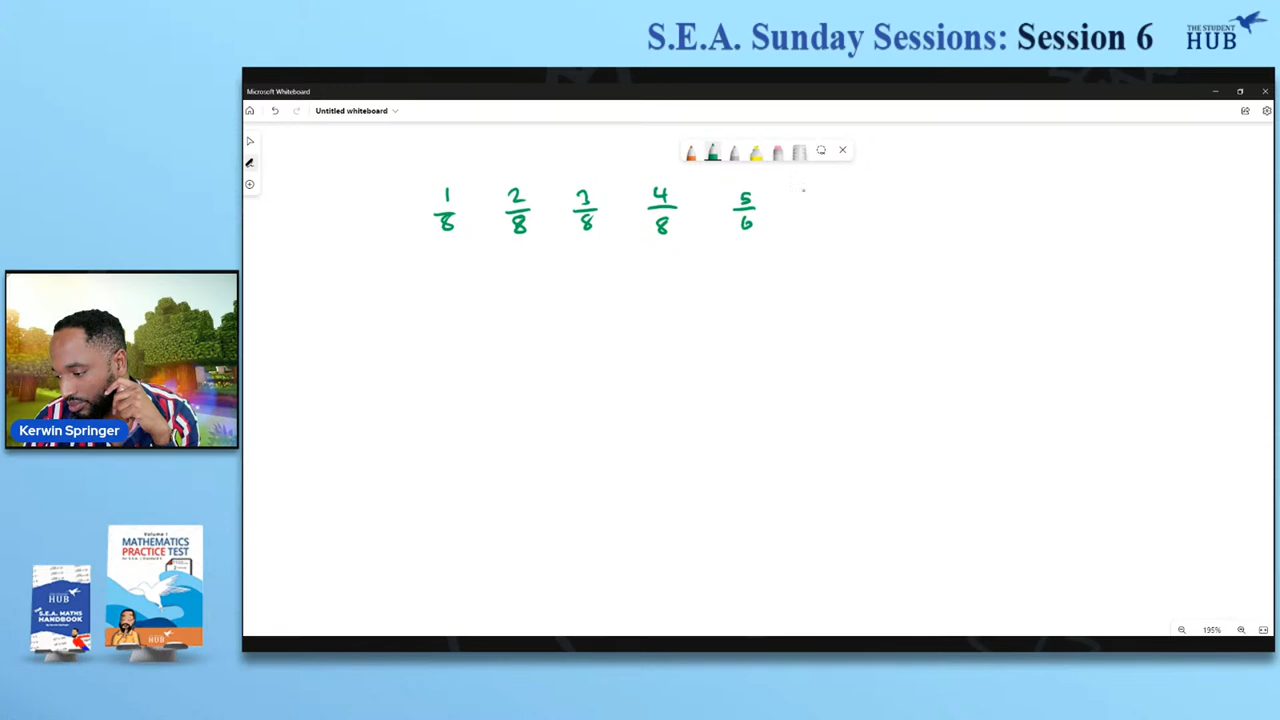 S.E.A. Sunday Sessions: Session 6
THE STUDENT
HUB
Microsoft Whiteboard
Untitled whiteboard
1/8 2/8 3/8 4/8 5/6
Kerwin Springer
Volume 1
MATHEMATICS
PRACTICE TEST
HUB
S.E.A. MATHS
HANDBOOK
HUB
195%